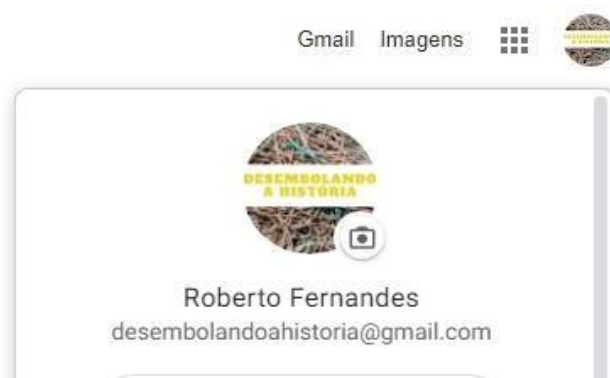 Gmail Imagens
DESEMBOLANDO
A HISTÓRIA
Roberto Fernandes
desembolandoahistoria@gmail.com